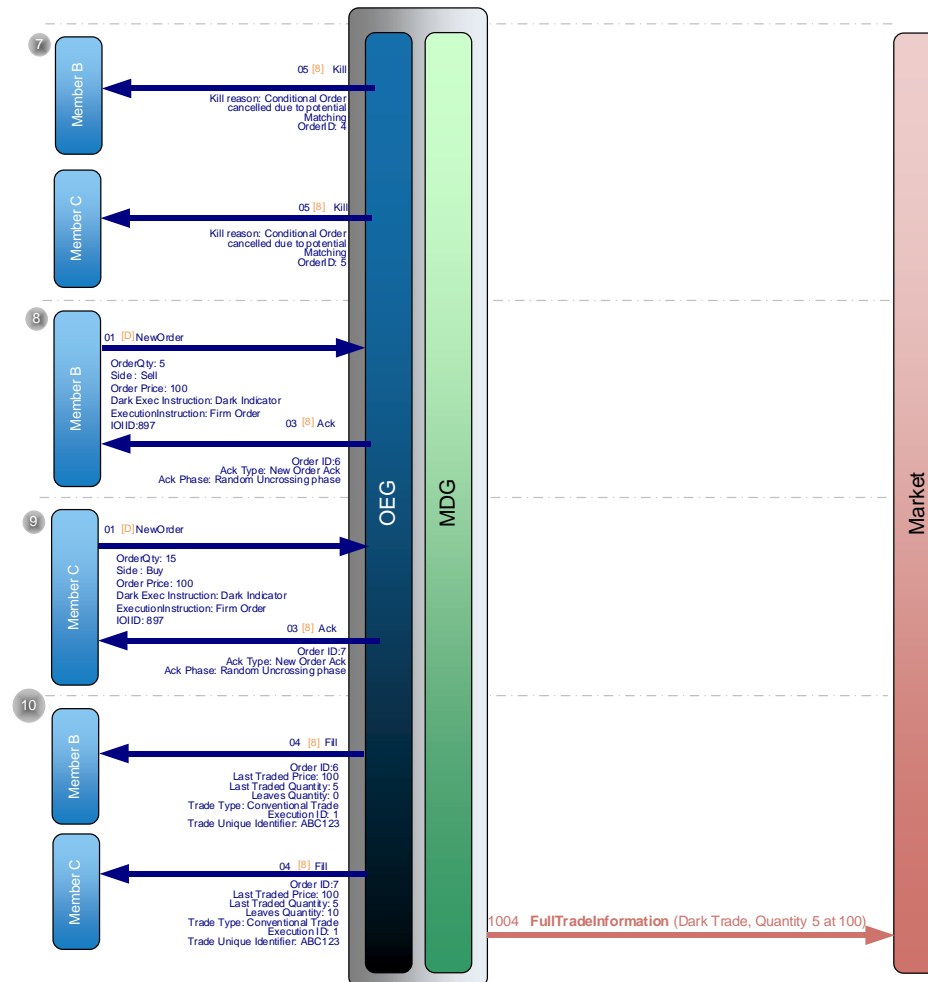 7
Member B
05 [8] Kill
Kill reason: Conditional Order
cancelled due to potential
Matching
OrderID: 4
Member C
05 [8] Kill
Kill reason: Conditional Order
cancelled due to potential
Matching
OrderID: 5
8
Member B
01 [D] NewOrder
OrderQty: 5
Side : Sell
Order Price: 100
Dark Exec Instruction: Dark Indicator
ExecutionInstruction: Firm Order
IOIID:897
03 [8] Ack
Order ID:6
Ack Type: New Order Ack
Ack Phase: Random Uncrossing phase
OEG
MDG
Market
9
Member C
01 [D] NewOrder
OrderQty: 15
Side : Buy
Order Price: 100
Dark Exec Instruction: Dark Indicator
ExecutionInstruction: Firm Order
IOIID: 897
03 [8] Ack
Order ID:7
Ack Type: New Order Ack
Ack Phase: Random Uncrossing phase
10
Member B
04 [8] Fill
Order ID:6
Last Traded Price: 100
Last Traded Quantity: 5
Leaves Quantity: 0
Trade Type: Conventional Trade
Execution ID: 1
Trade Unique Identifier: ABC123
Member C
04 [8] Fill
Order ID:7
Last Traded Price: 100
Last Traded Quantity: 5
Leaves Quantity: 10
Trade Type: Conventional Trade
Execution ID: 1
Trade Unique Identifier: ABC123
1004 FullTradeInformation (Dark Trade, Quantity 5 at 100)